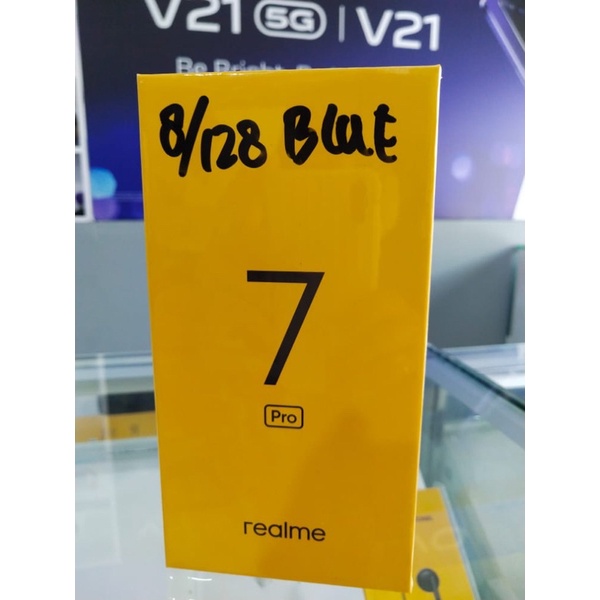 V21 5G | V21
8/128 BLUE
7
Pro
realme